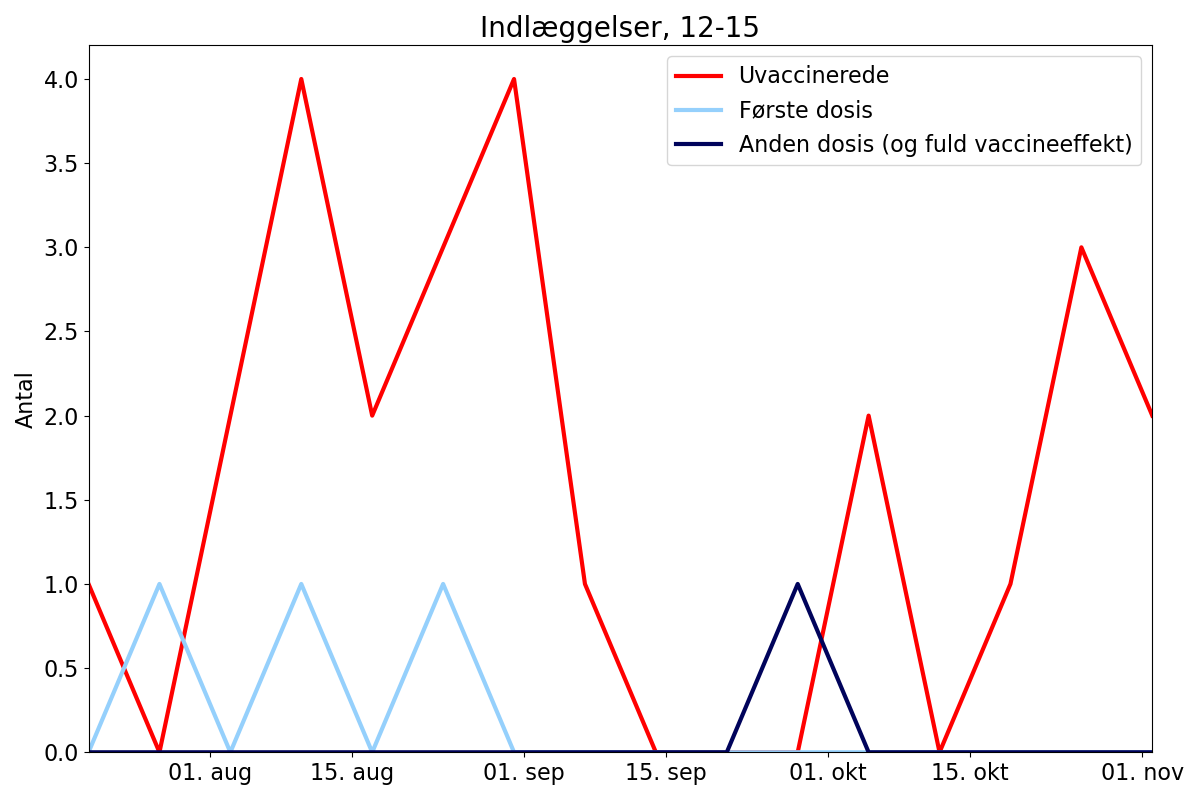 Indlæggelser, 12-15
Uvaccinerede
Første dosis
Anden dosis (og fuld vaccineeffekt)
Antal
4.0
3.5
3.0
2.5
2.0
1.5
1.0
0.5
0.0
01. aug 15. aug 01. sep 15. sep 01. okt 15. okt 01. nov